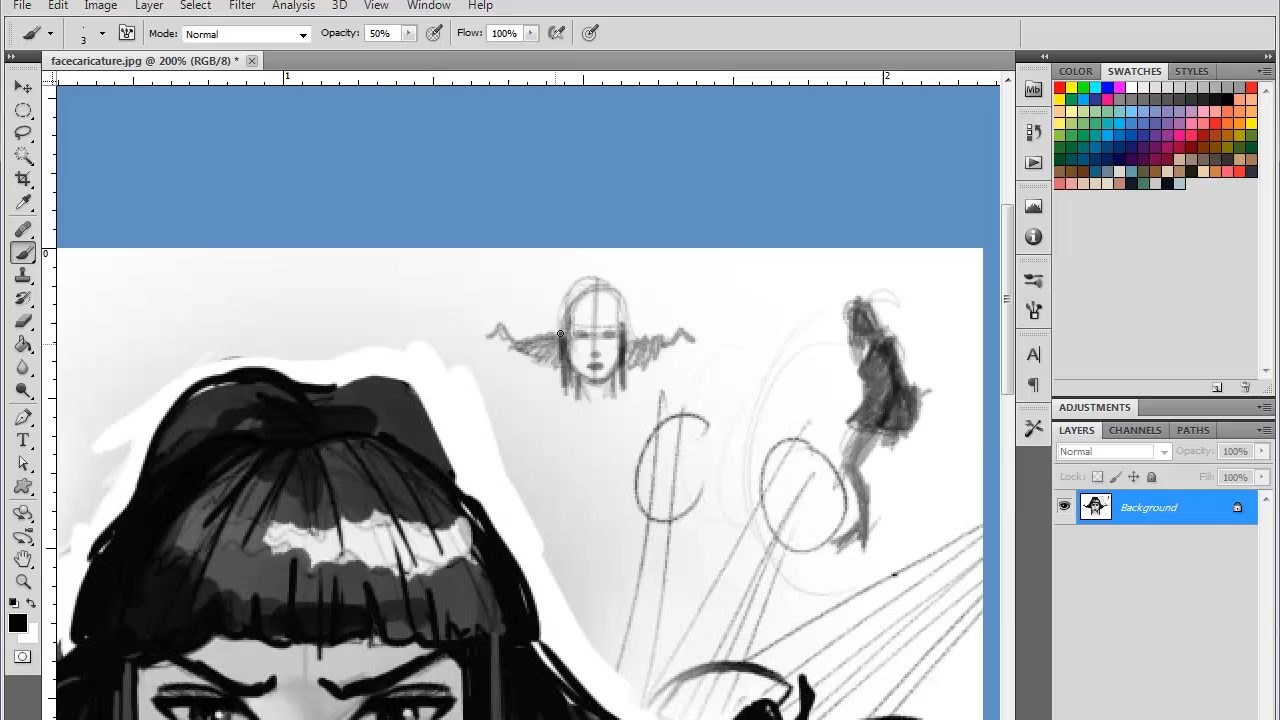 File Edit Image Layer Select Filter Analysis 3D View Window Help
3 Mode: Normal Opacity: 50% Flow: 100%
facecaricature.jpg @ 200% (RGB/8) *
COLOR SWATCHES STYLES
1 2
0
Mb
A
ADJUSTMENTS
LAYERS CHANNELS PATHS
Normal Opacity: 100%
Lock: Fill: 100%
Background
T